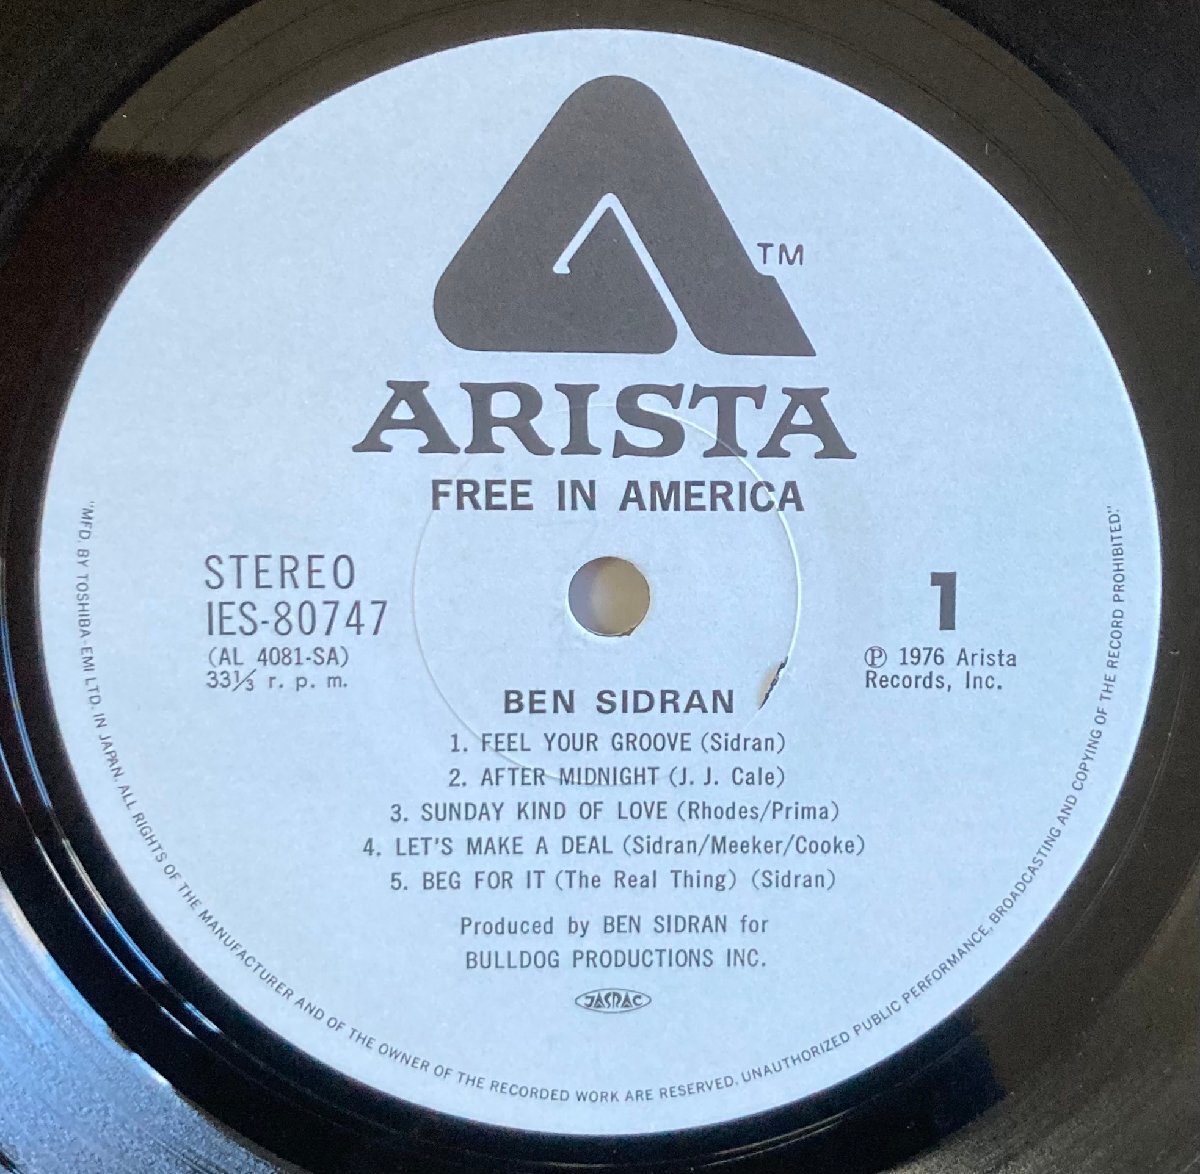 TM
ARISTA
FREE IN AMERICA
STEREO
IES-80747
(AL 4081-SA)
33⅓ r. p. m.
1
Ⓟ 1976 Arista
Records, Inc.
BEN SIDRAN
1. FEEL YOUR GROOVE (Sidran)
2. AFTER MIDNIGHT (J. J. Cale)
3. SUNDAY KIND OF LOVE (Rhodes/Prima)
4. LET'S MAKE A DEAL (Sidran/Meeker/Cooke)
5. BEG FOR IT (The Real Thing) (Sidran)
Produced by BEN SIDRAN for
BULLDOG PRODUCTIONS INC.
JASRAC
"MFD. BY TOSHIBA-EMI LTD. IN JAPAN. ALL RIGHTS OF THE MANUFACTURER AND OF THE OWNER OF THE RECORDED WORK ARE RESERVED. UNAUTHORIZED PUBLIC PERFORMANCE, BROADCASTING AND COPYING OF THE RECORD PROHIBITED."